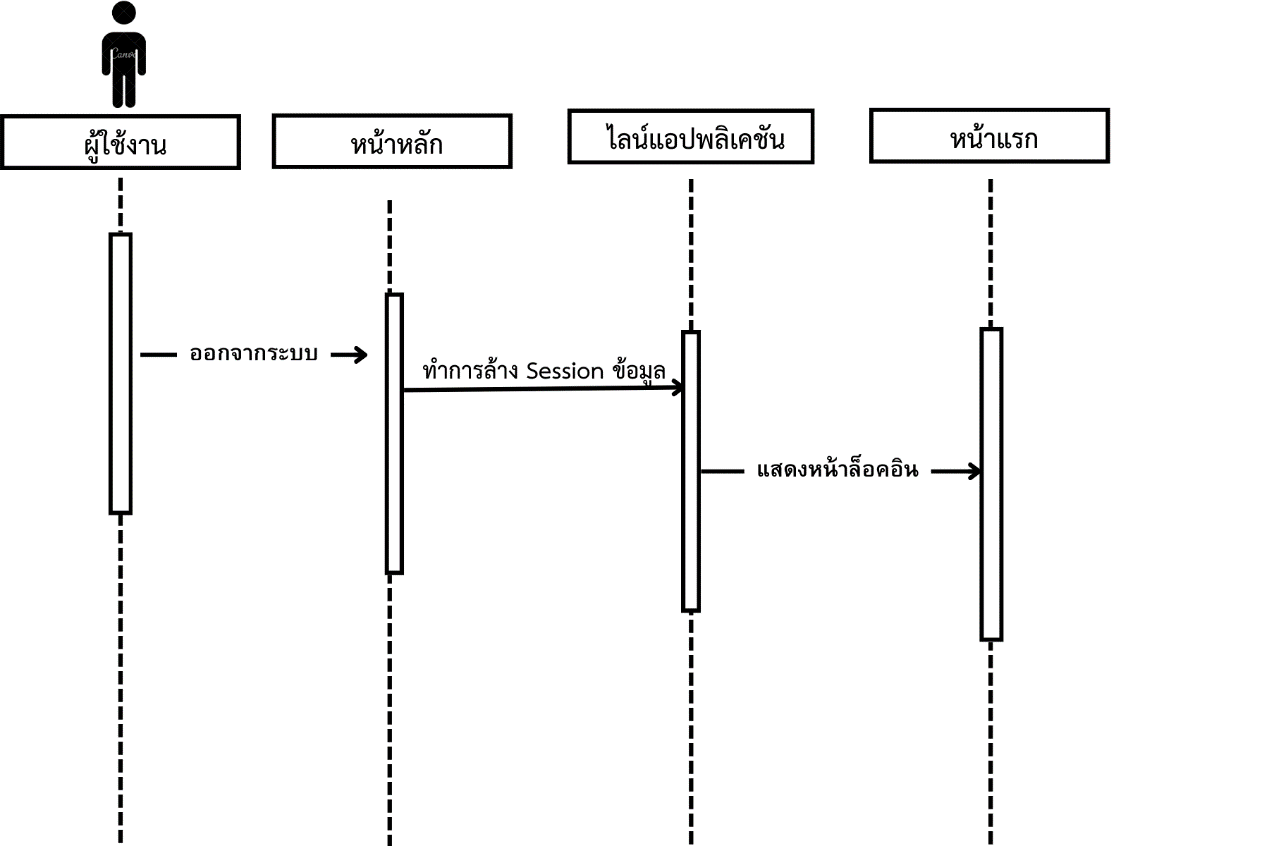 Canva
ผู้ใช้งาน
หน้าหลัก
ไลน์แอปพลิเคชัน
หน้าแรก
ออกจากระบบ
ทำการล้าง Session ข้อมูล
แสดงหน้าล็อคอิน